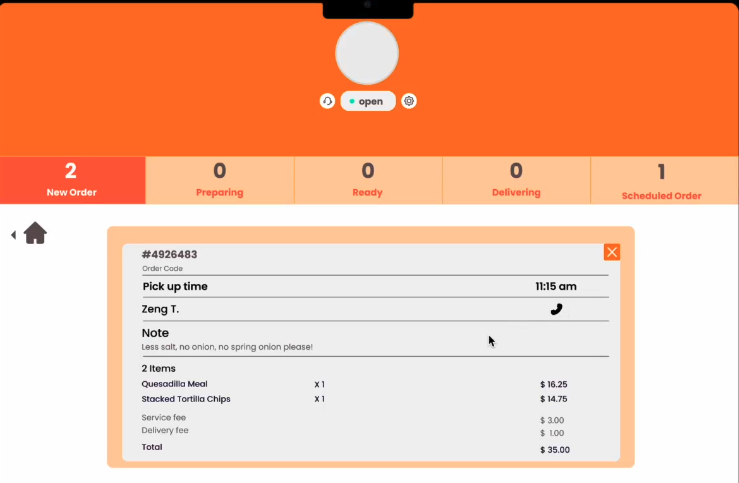 open
2 0 0 0 1
New Order Preparing Ready Delivering Scheduled Order
#4926483
Order Code
Pick up time 11:15 am
Zeng T.
Note
Less salt, no onion, no spring onion please!
2 Items
Quesadilla Meal X 1 $ 16.25
Stacked Tortilla Chips X 1 $ 14.75
Service fee $ 3.00
Delivery fee $ 1.00
Total $ 35.00